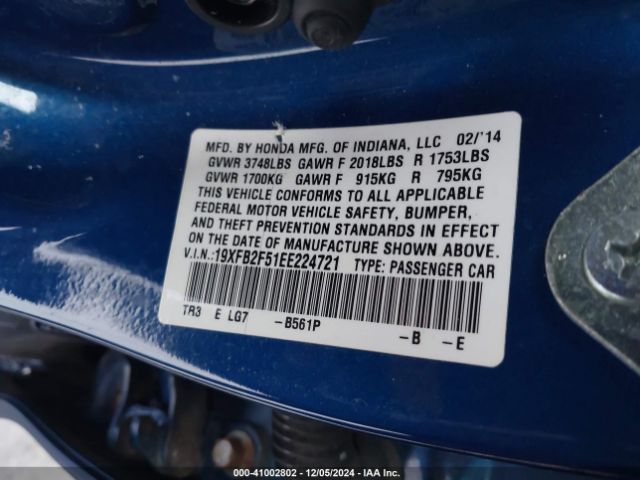 MFD. BY HONDA MFG. OF INDIANA, LLC 02/'14
GVWR 3748LBS GAWR F 2018LBS R 1753LBS
GVWR 1700KG GAWR F 915KG R 795KG
THIS VEHICLE CONFORMS TO ALL APPLICABLE
FEDERAL MOTOR VEHICLE SAFETY, BUMPER,
AND THEFT PREVENTION STANDARDS IN EFFECT
ON THE DATE OF MANUFACTURE SHOWN ABOVE.
V.I.N.:19XFB2F51EE224721 TYPE: PASSENGER CAR
TR3 E LG7 -B561P -B -E
000-41002802 | 12/05/2024 | IAA Inc.